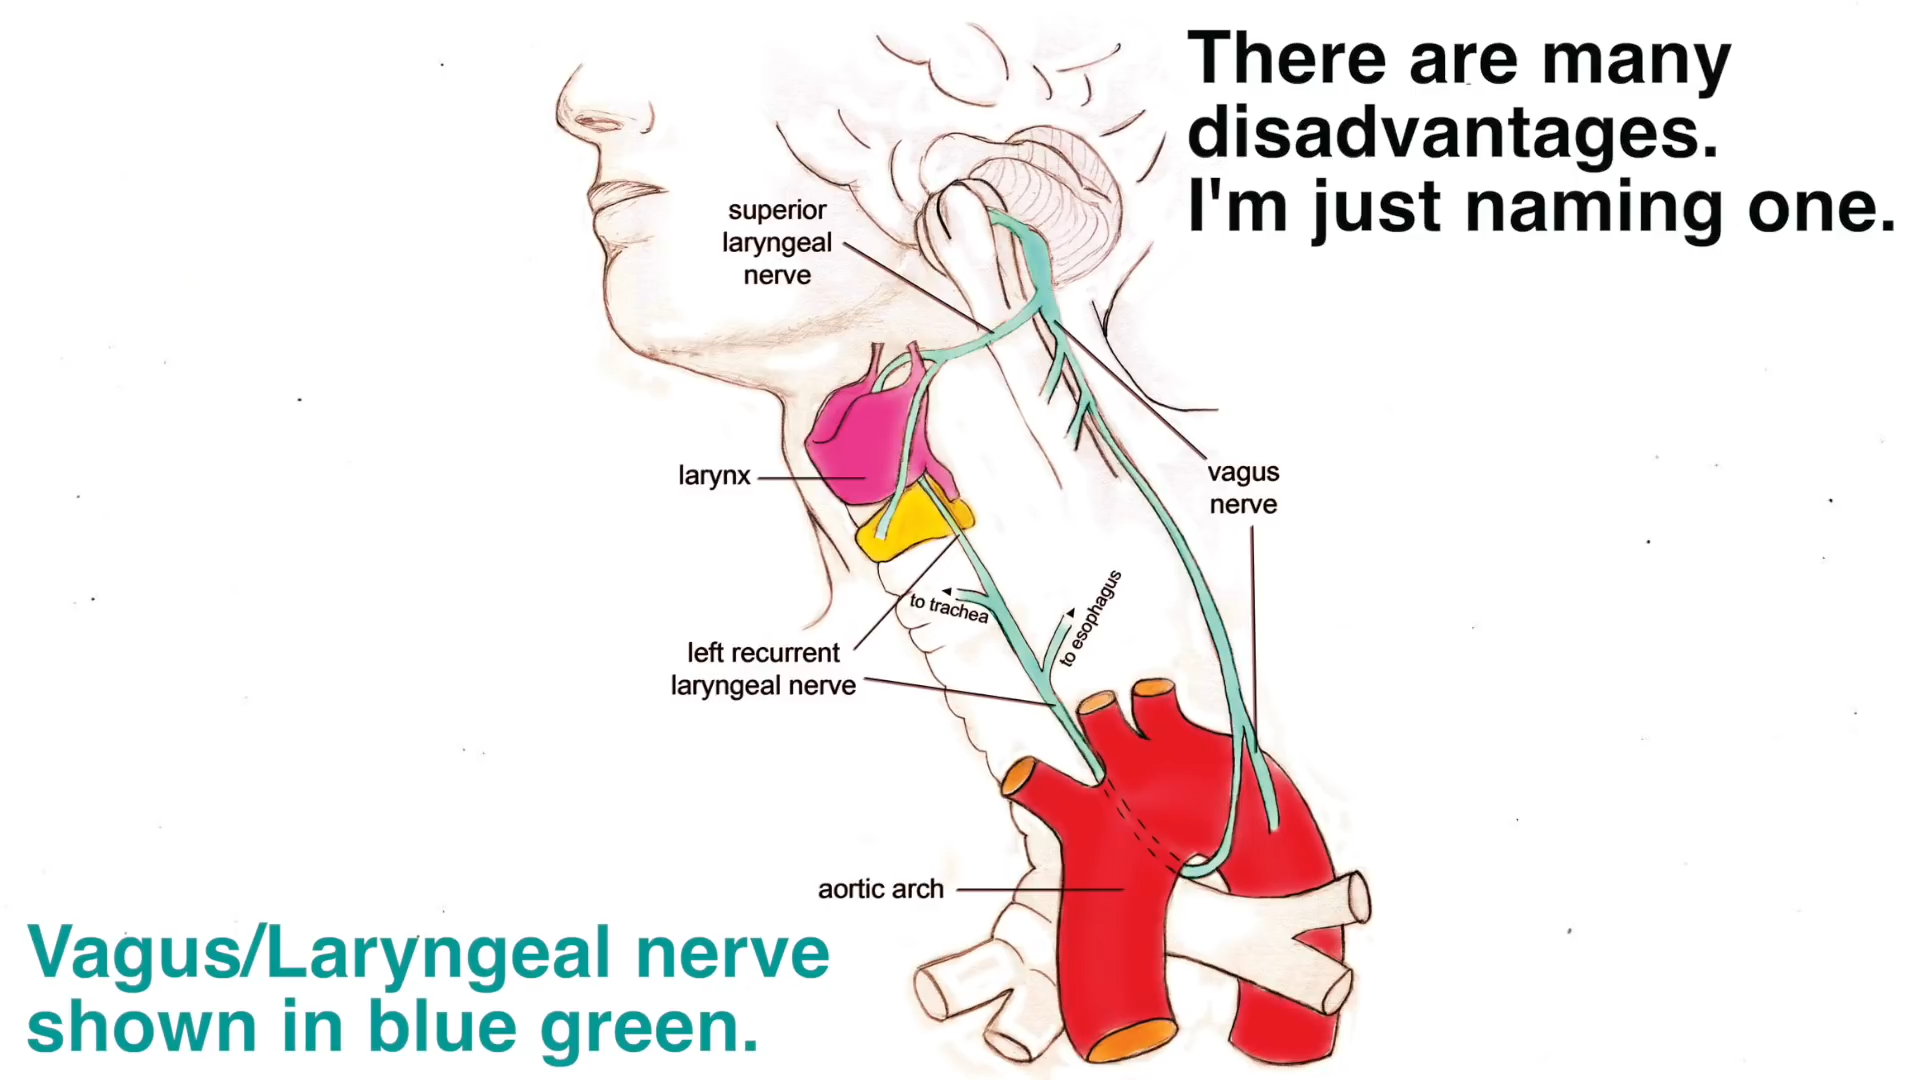 There are many
disadvantages.
I'm just naming one.
superior
laryngeal
nerve
larynx
vagus
nerve
to trachea
to esophagus
left recurrent
laryngeal nerve
aortic arch
Vagus/Laryngeal nerve
shown in blue green.